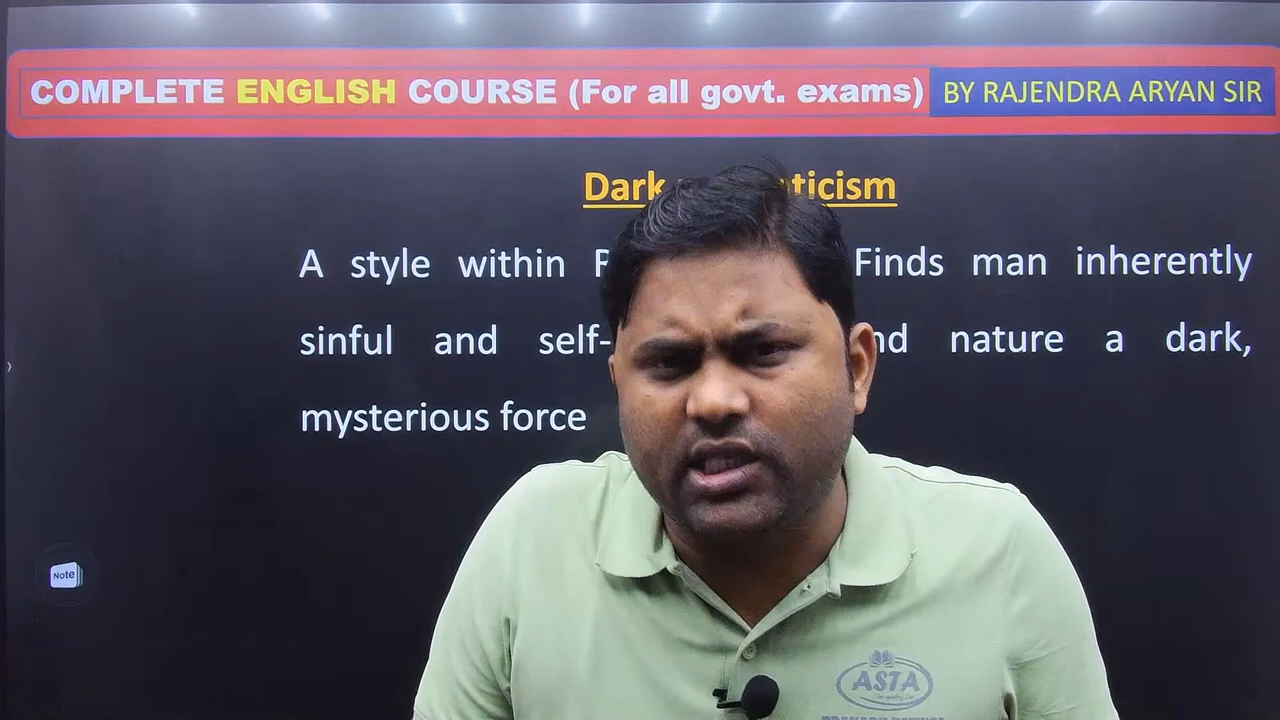 COMPLETE ENGLISH COURSE (For all govt. exams) BY RAJENDRA ARYAN SIR
Dark
A style within Finds man inherently
sinful and self- nature a dark,
mysterious force
Note
ASTA